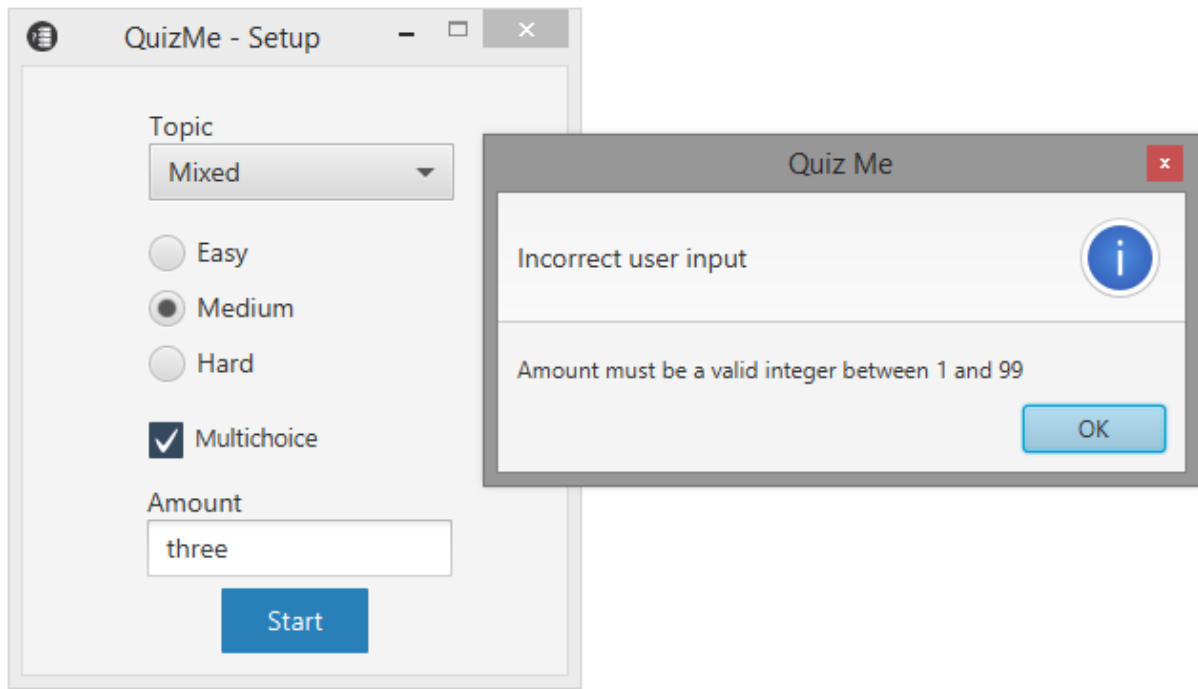 QuizMe - Setup
Topic
Mixed
Easy
Medium
Hard
Multichoice
Amount
three
Start
Quiz Me
Incorrect user input
i
Amount must be a valid integer between 1 and 99
OK